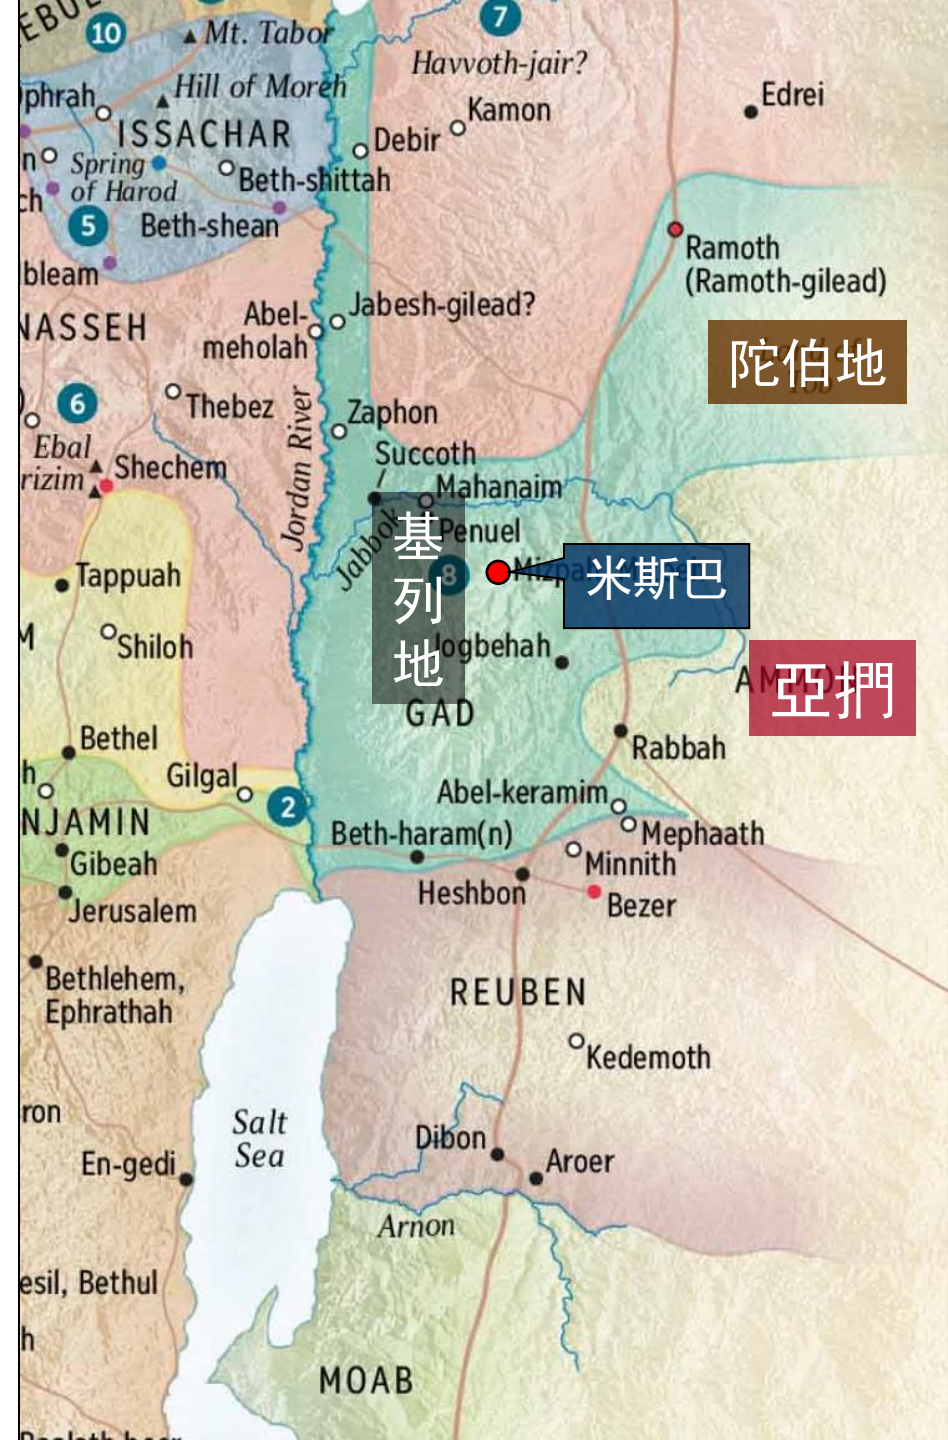 EBUL
10
Mt. Tabor
7
Havvoth-jair?
Hill of Moreh
Edrei
phrah
Kamon
ISSACHAR
Debir
n
Spring
of Harod
Beth-shittah
ch
5
Beth-shean
Ramoth
(Ramoth-gilead)
bleam
Abel-
meholah
Jabesh-gilead?
NASSEH
陀伯地
6
Thebez
Zaphon
Jordan River
Ebal
rizim
Shechem
Succoth
Mahanaim
Jabbok
基列地
Penuel
8
米斯巴
Tappuah
M
Shiloh
Jogbehah
亞捫
GAD
Bethel
Rabbah
h
Gilgal
2
Abel-keramim
NJAMIN
Beth-haram(n)
Mephaath
Gibeah
Minnith
Heshbon
Bezer
Jerusalem
Bethlehem,
Ephrathah
REUBEN
Kedemoth
ron
Salt
Sea
Dibon
En-gedi
Aroer
Arnon
esil, Bethul
h
MOAB